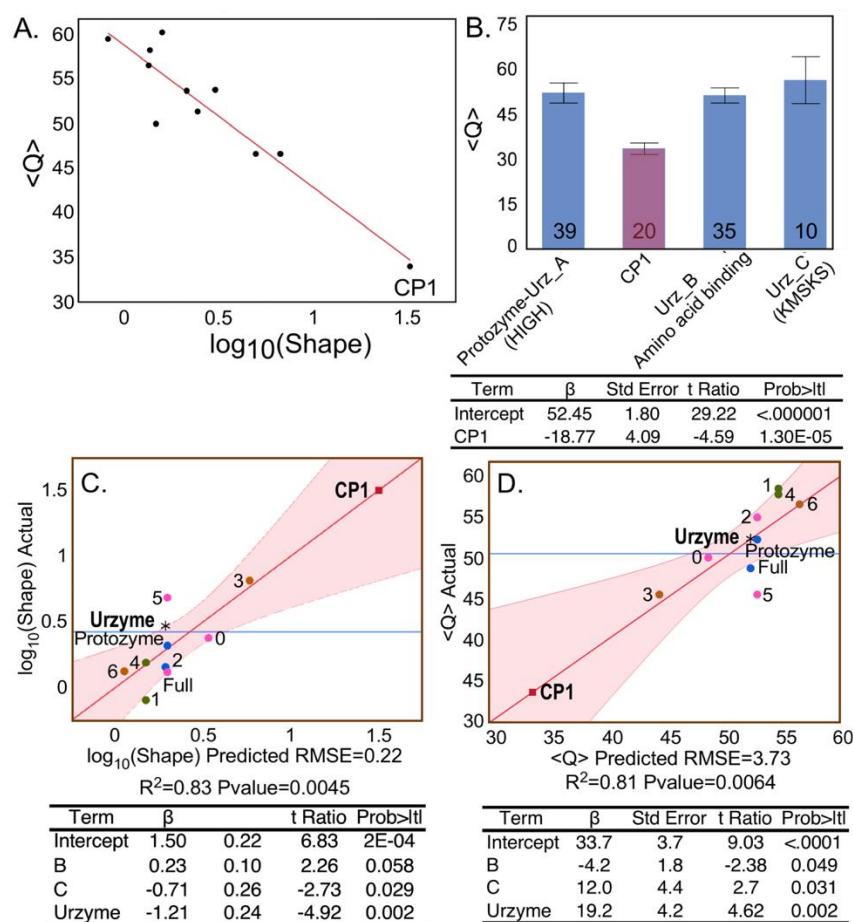 A.
60
55
50
45
40
35
30
<Q>
0
0.5
1.0
1.5
log10(Shape)
CP1
B.
75
60
45
30
15
0
<Q>
39
20
35
10
Protozyme-Urz_A
(HIGH)
CP1
Urz_B
Amino acid binding
Urz_C
(KMSKS)
Term β Std Error t Ratio Prob>ltl
Intercept 52.45 1.80 29.22 <.000001
CP1 -18.77 4.09 -4.59 1.30E-05
C.
1.5
1
0.5
0
log10(Shape) Actual
CP1
3
5
Urzyme
*
Protozyme
0
6
4
2
Full
1
0
0.5
1
1.5
log10(Shape) Predicted RMSE=0.22
R2=0.83 Pvalue=0.0045
Term β t Ratio Prob>ltl
Intercept 1.50 0.22 6.83 2E-04
B 0.23 0.10 2.26 0.058
C -0.71 0.26 -2.73 0.029
Urzyme -1.21 0.24 -4.92 0.002
D.
60
55
50
45
40
35
30
<Q> Actual
1
4
6
2
Urzyme
*
Protozyme
0
Full
3
5
CP1
30 35 40 45 50 55 60
<Q> Predicted RMSE=3.73
R2=0.81 Pvalue=0.0064
Term β Std Error t Ratio Prob>ltl
Intercept 33.7 3.7 9.03 <.0001
B -4.2 1.8 -2.38 0.049
C 12.0 4.4 2.7 0.031
Urzyme 19.2 4.2 4.62 0.002